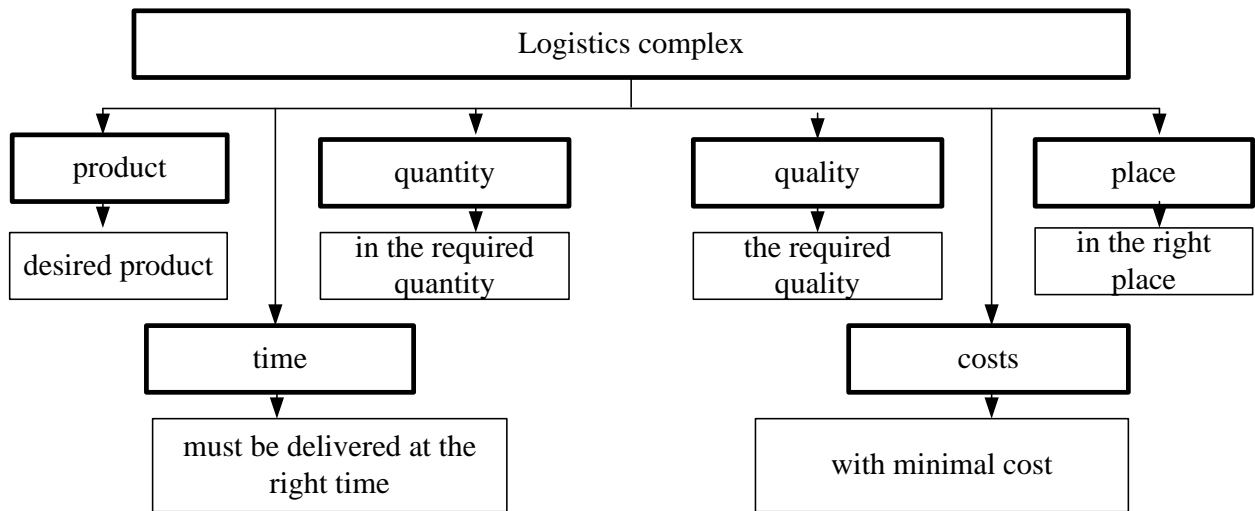 Logistics complex
product
quantity
quality
place
desired product
in the required
quantity
the required
quality
in the right
place
time
costs
must be delivered at the
right time
with minimal cost